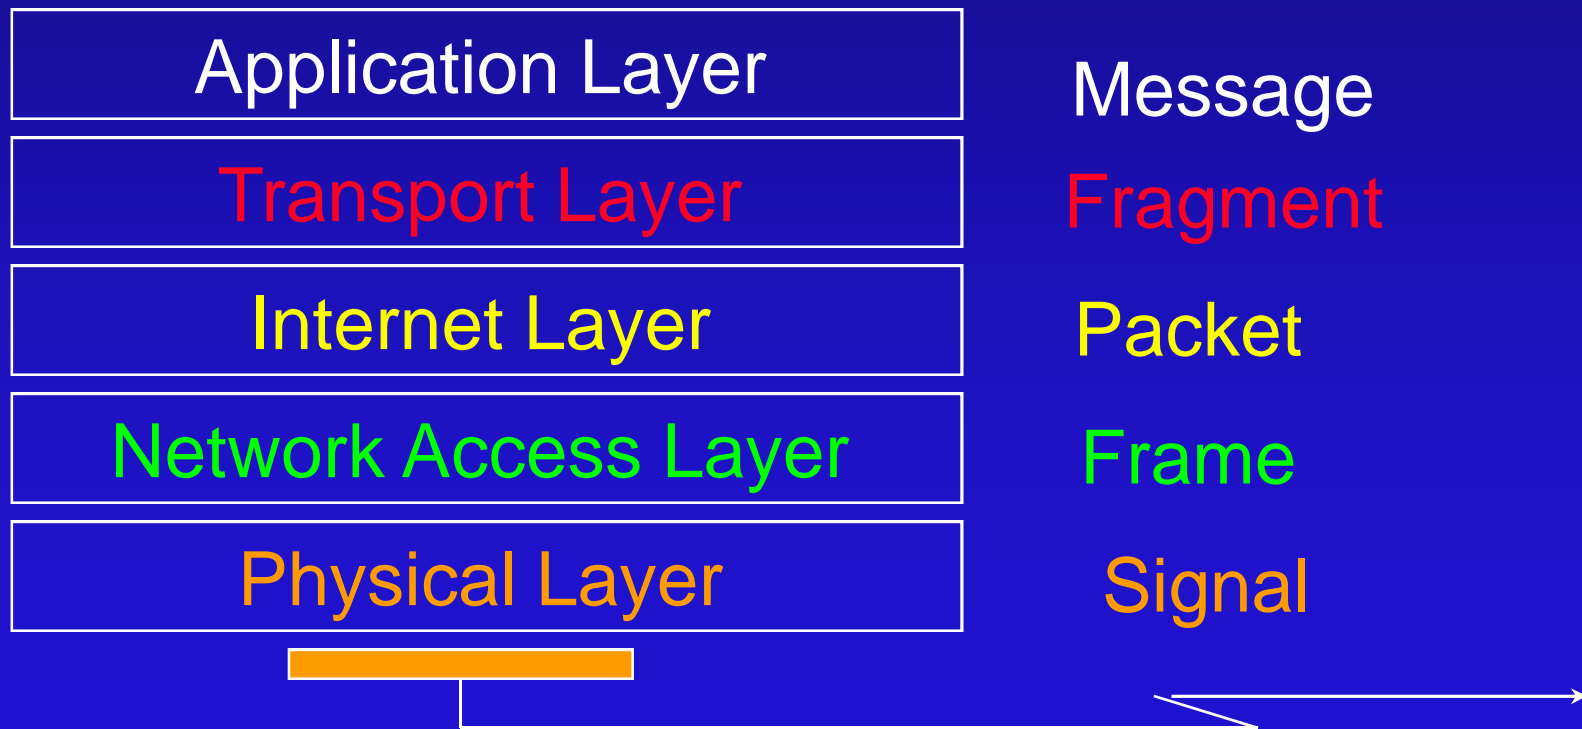 Application Layer
Message
Transport Layer
Fragment
Internet Layer
Packet
Network Access Layer
Frame
Physical Layer
Signal